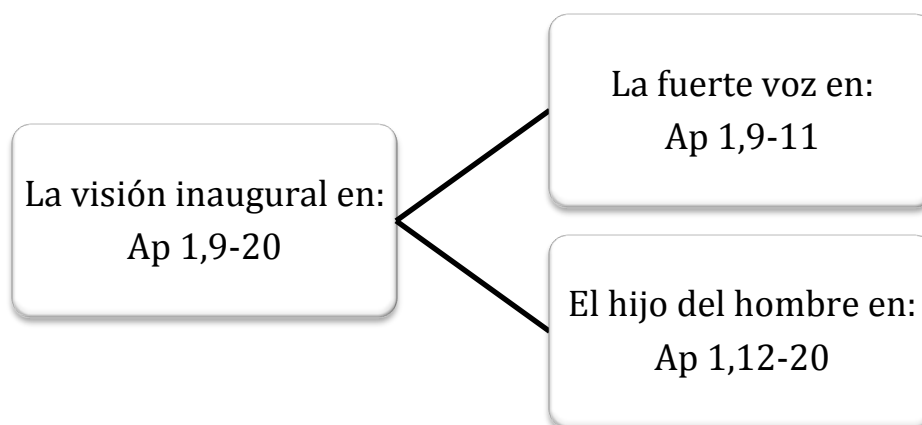 La visión inaugural en:
Ap 1,9-20
La fuerte voz en:
Ap 1,9-11
El hijo del hombre en:
Ap 1,12-20